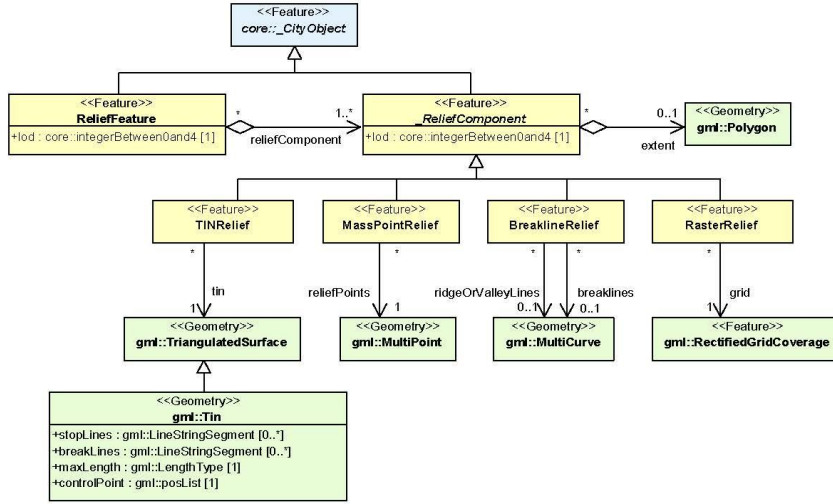 <<Feature>>
core::_CityObject
<<Feature>>
ReliefFeature
+lod : core::integerBetween0and4 [1]
*
1..*
reliefComponent
<<Feature>>
_ReliefComponent
+lod : core::integerBetween0and4 [1]
*
0..1
extent
<<Geometry>>
gml::Polygon
<<Feature>>
TINRelief
<<Feature>>
MassPointRelief
<<Feature>>
BreaklineRelief
<<Feature>>
RasterRelief
*
*
*
*
*
tin
reliefPoints
ridgeOrValleyLines
breaklines
grid
1
1
0..1
0..1
1
<<Geometry>>
gml::TriangulatedSurface
<<Geometry>>
gml::MultiPoint
<<Geometry>>
gml::MultiCurve
<<Feature>>
gml::RectifiedGridCoverage
<<Geometry>>
gml::Tin
+stopLines : gml::LineStringSegment [0..*]
+breakLines : gml::LineStringSegment [0..*]
+maxLength : gml::LengthType [1]
+controlPoint : gml::posList [1]